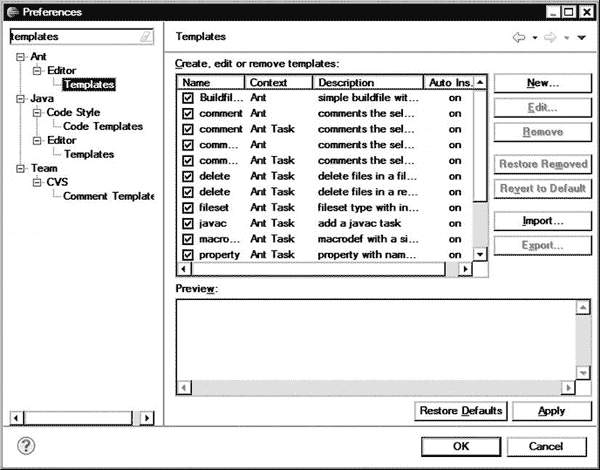 Preferences
templates
Templates
Ant
Editor
Templates
Java
Code Style
Code Templates
Editor
Templates
Team
CVS
Comment Template
Create, edit or remove templates:
Name Context Description Auto Ins.
Buildfil... Ant simple buildfile wit... on
comment Ant comments the sel... on
comment Ant Task comments the sel... on
comm... Ant comments the sel... on
comm... Ant Task comments the sel... on
delete Ant Task delete files in a fil... on
delete Ant Task delete files in a re... on
fileset Ant Task fileset type with in... on
javac Ant Task add a javac task on
macro... Ant Task macrodef with a si... on
property Ant Task property with nam... on
New...
Edit...
Remove
Restore Removed
Revert to Default
Import...
Export...
Preview:
Restore Defaults Apply
? OK Cancel